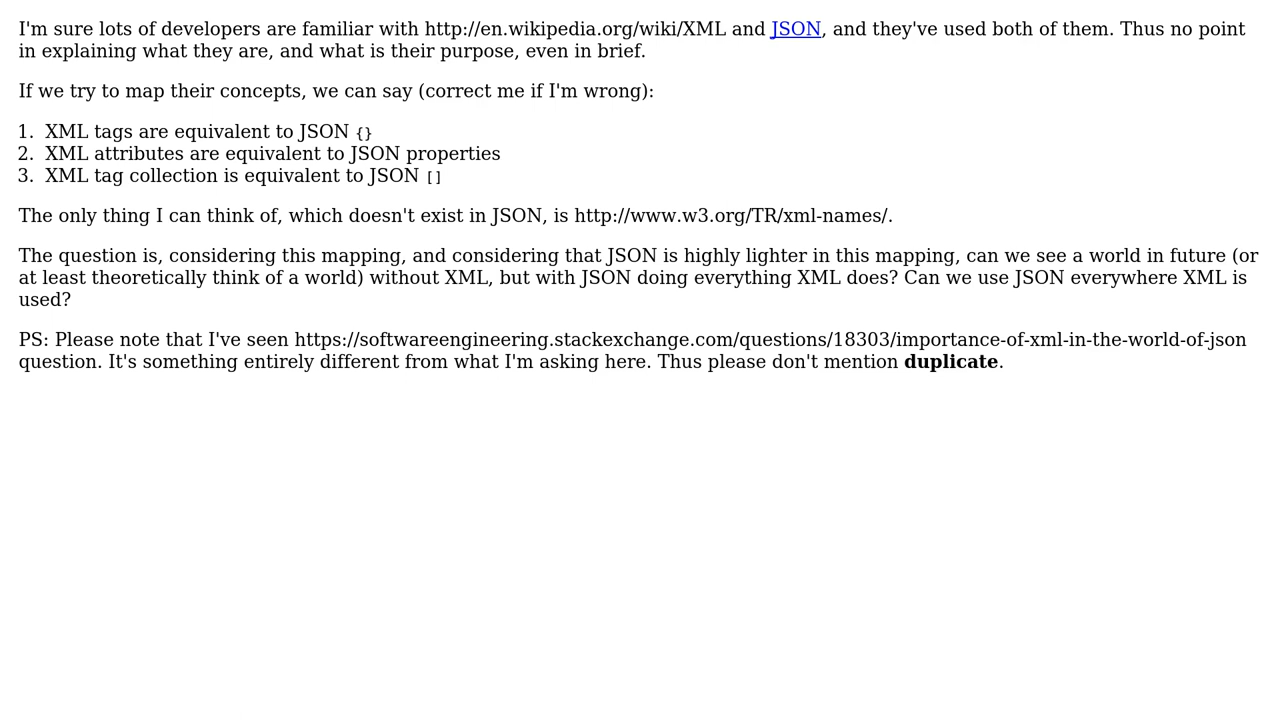 I'm sure lots of developers are familiar with http://en.wikipedia.org/wiki/XML and JSON, and they've used both of them. Thus no point
in explaining what they are, and what is their purpose, even in brief.
If we try to map their concepts, we can say (correct me if I'm wrong):
1. XML tags are equivalent to JSON {}
2. XML attributes are equivalent to JSON properties
3. XML tag collection is equivalent to JSON []
The only thing I can think of, which doesn't exist in JSON, is http://www.w3.org/TR/xml-names/.
The question is, considering this mapping, and considering that JSON is highly lighter in this mapping, can we see a world in future (or
at least theoretically think of a world) without XML, but with JSON doing everything XML does? Can we use JSON everywhere XML is
used?
PS: Please note that I've seen https://softwareengineering.stackexchange.com/questions/18303/importance-of-xml-in-the-world-of-json
question. It's something entirely different from what I'm asking here. Thus please don't mention duplicate.